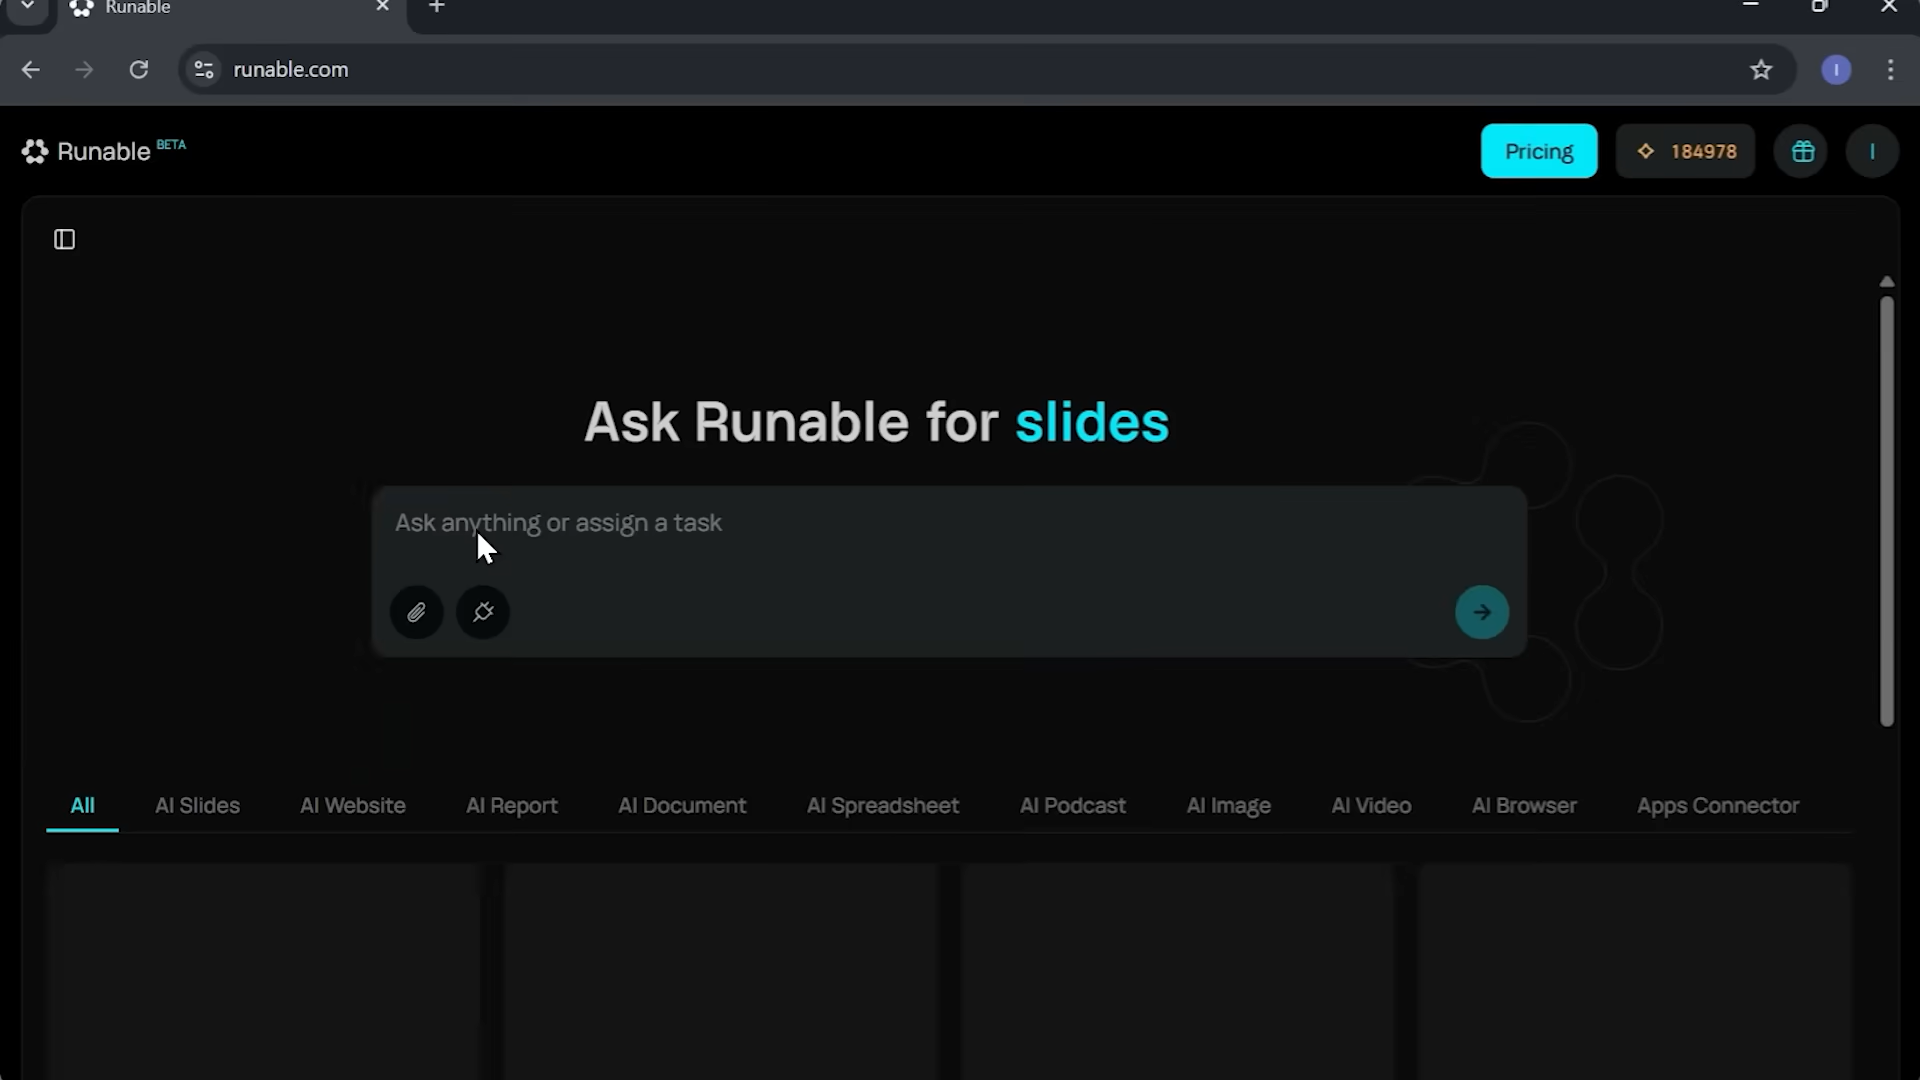 Runable
runable.com
I
Runable BETA
Pricing
184978
I
Ask Runable for slides
Ask anything or assign a task
All
AI Slides
AI Website
AI Report
AI Document
AI Spreadsheet
AI Podcast
AI Image
AI Video
AI Browser
Apps Connector